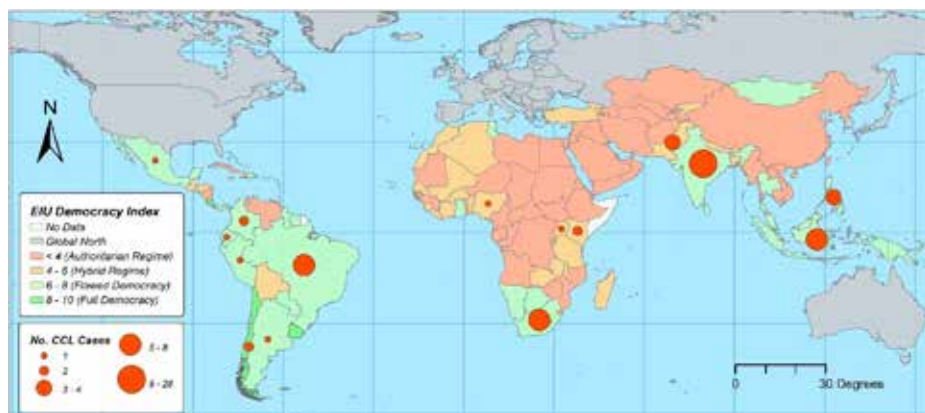 N
EIU Democracy Index
No Data
Global North
< 4 (Authoritarian Regime)
4 - 6 (Hybrid Regime)
6 - 8 (Flawed Democracy)
8 - 10 (Full Democracy)
No. CCL Cases
1
2
3 - 4
5 - 8
9 - 28
0 30 Degrees